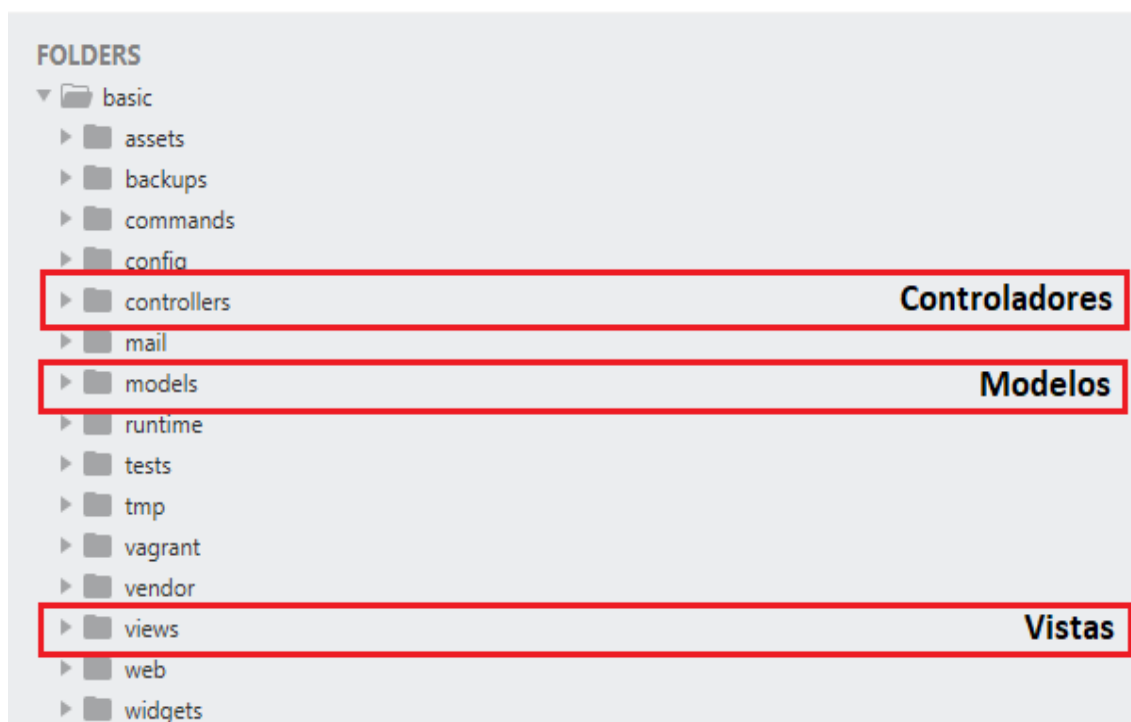 FOLDERS
basic
assets
backups
commands
config
controllers Controladores
mail
models Modelos
runtime
tests
tmp
vagrant
vendor
views Vistas
web
widgets